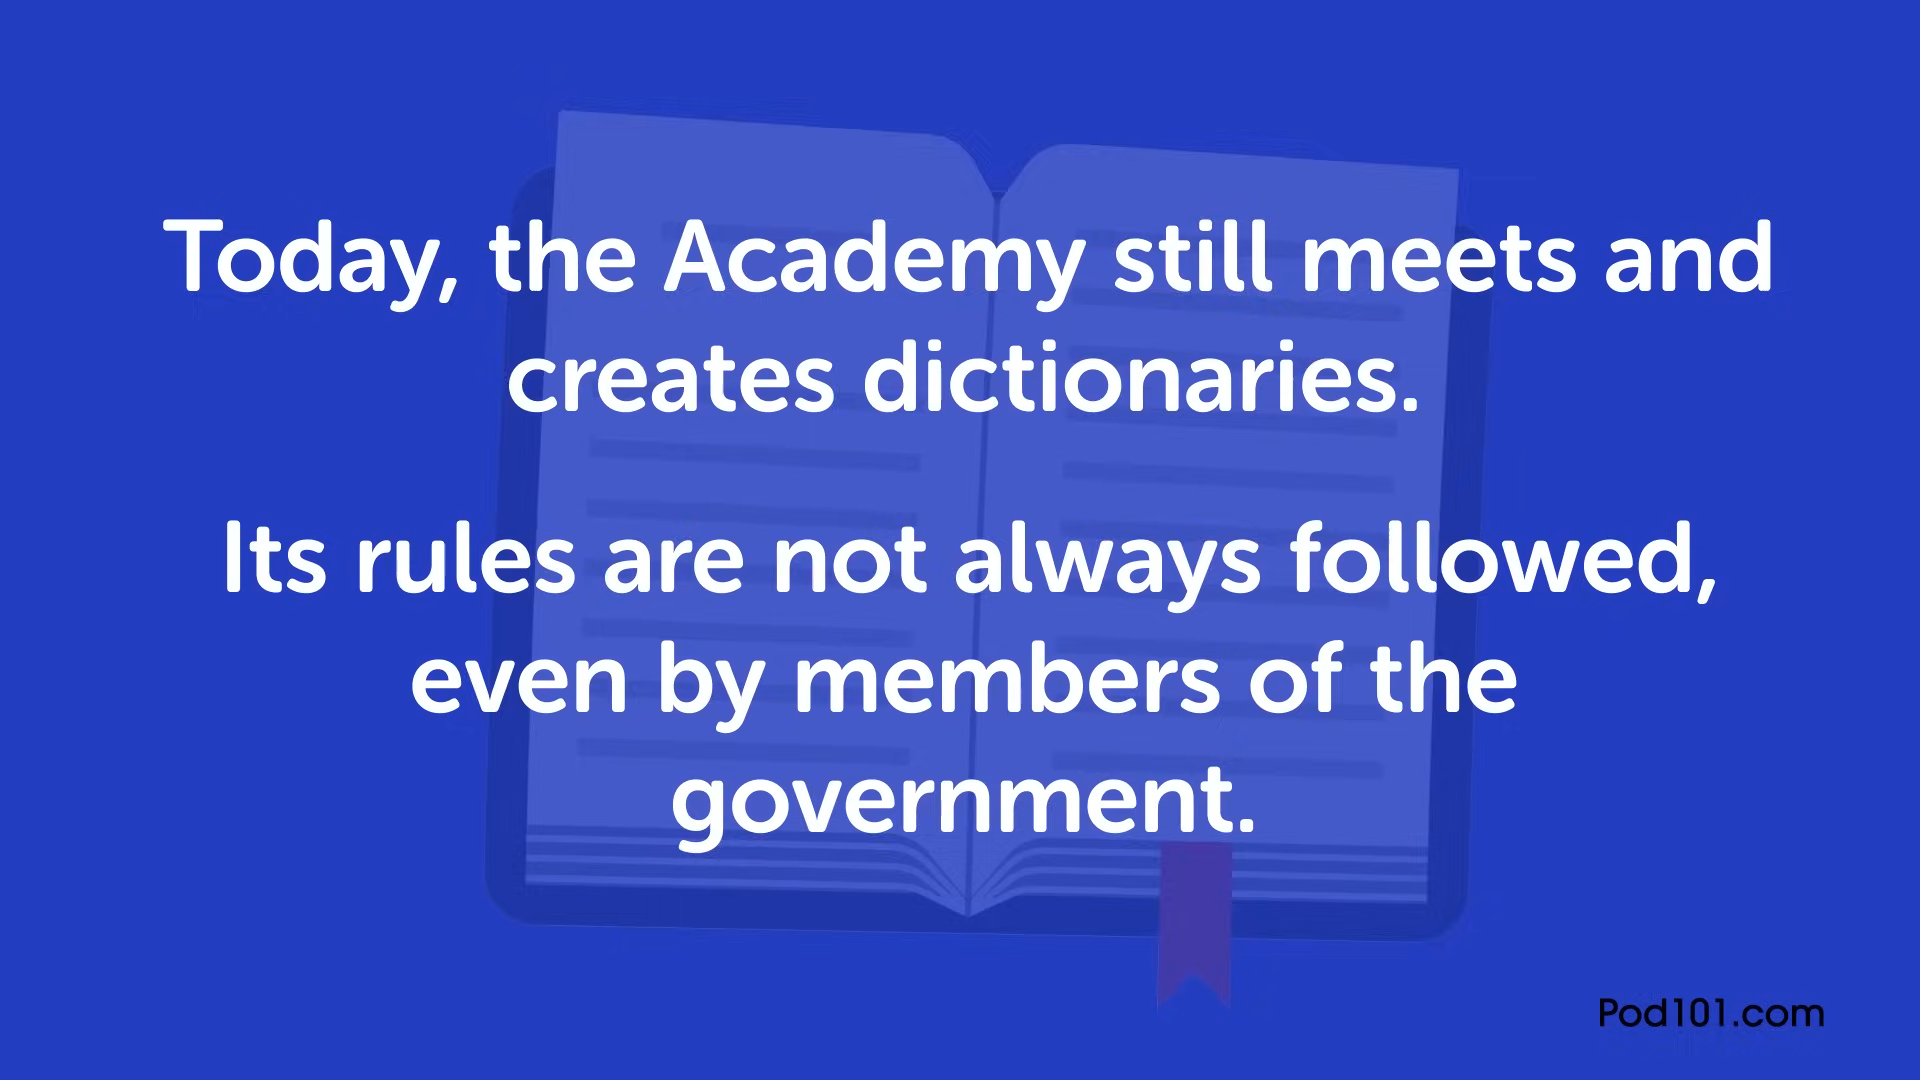 Today, the Academy still meets and
creates dictionaries.
Its rules are not always followed,
even by members of the
government.
Pod101.com